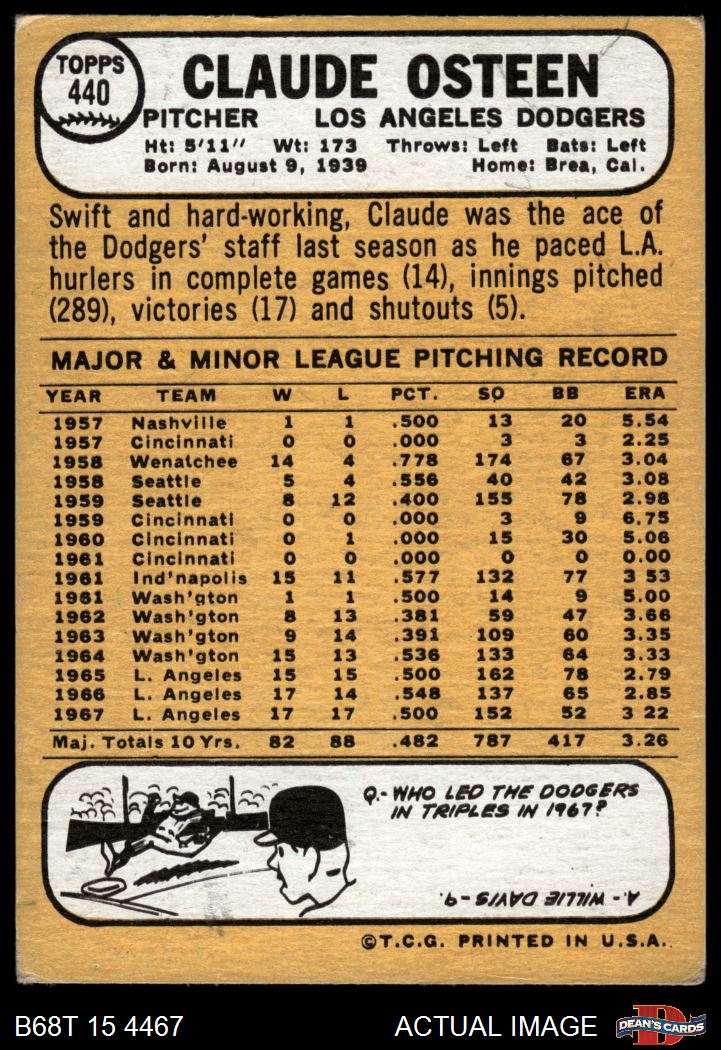 TOPPS
440
CLAUDE OSTEEN
PITCHER LOS ANGELES DODGERS
Ht: 5'11" Wt: 173 Throws: Left Bats: Left
Born: August 9, 1939 Home: Brea, Cal.
Swift and hard-working, Claude was the ace of
the Dodgers' staff last season as he paced L.A.
hurlers in complete games (14), innings pitched
(289), victories (17) and shutouts (5).
MAJOR & MINOR LEAGUE PITCHING RECORD
YEAR TEAM W L PCT. SO BB ERA
1957 Nashville 1 1 .500 13 20 5.54
1957 Cincinnati 0 0 .000 3 3 2.25
1958 Wenatchee 14 4 .778 174 67 3.04
1958 Seattle 5 4 .556 40 42 3.08
1959 Seattle 8 12 .400 155 78 2.98
1959 Cincinnati 0 0 .000 3 9 6.75
1960 Cincinnati 0 1 .000 15 30 5.06
1961 Cincinnati 0 0 .000 0 0 0.00
1961 Ind'napolis 15 11 .577 132 77 3 53
1961 Wash'gton 1 1 .500 14 9 5.00
1962 Wash'gton 8 13 .381 59 47 3.66
1963 Wash'gton 9 14 .391 109 60 3.35
1964 Wash'gton 15 13 .536 133 64 3.33
1965 L. Angeles 15 15 .500 162 78 2.79
1966 L. Angeles 17 14 .548 137 65 2.85
1967 L. Angeles 17 17 .500 152 52 3 22
Maj. Totals 10 Yrs. 82 88 .482 787 417 3.26
Q.- WHO LED THE DODGERS
IN TRIPLES IN 1967?
A. - WILLIE DAVIS - 9.
©T.C.G. PRINTED IN U.S.A.
B68T 15 4467 ACTUAL IMAGE
D
DEAN'S CARDS